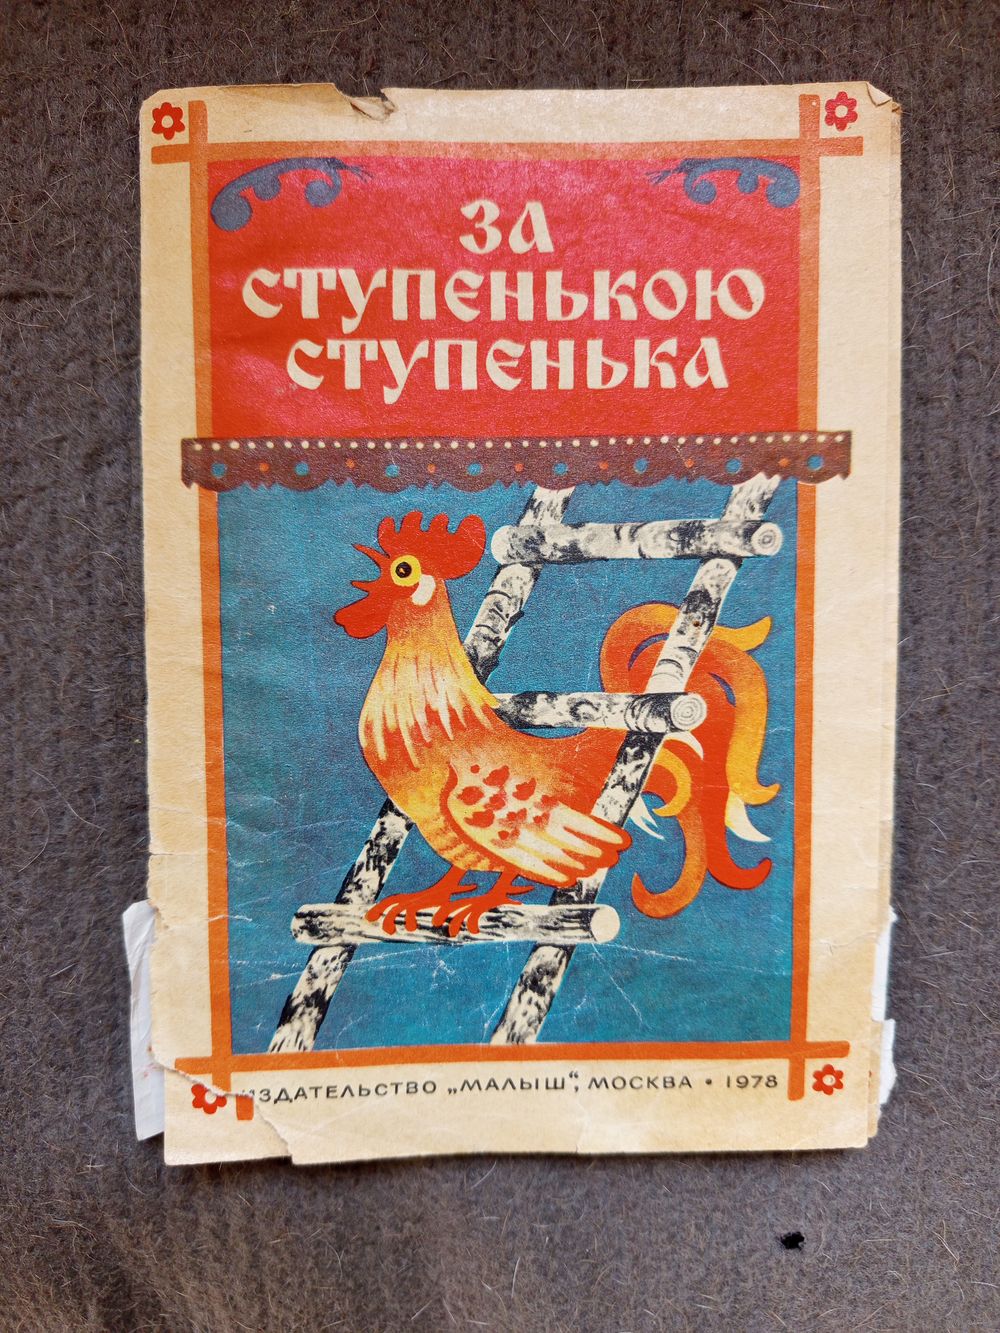 ЗА
СТУПЕНЬКОЮ
СТУПЕНЬКА
ИЗДАТЕЛЬСТВО „МАЛЫШ“, МОСКВА • 1978